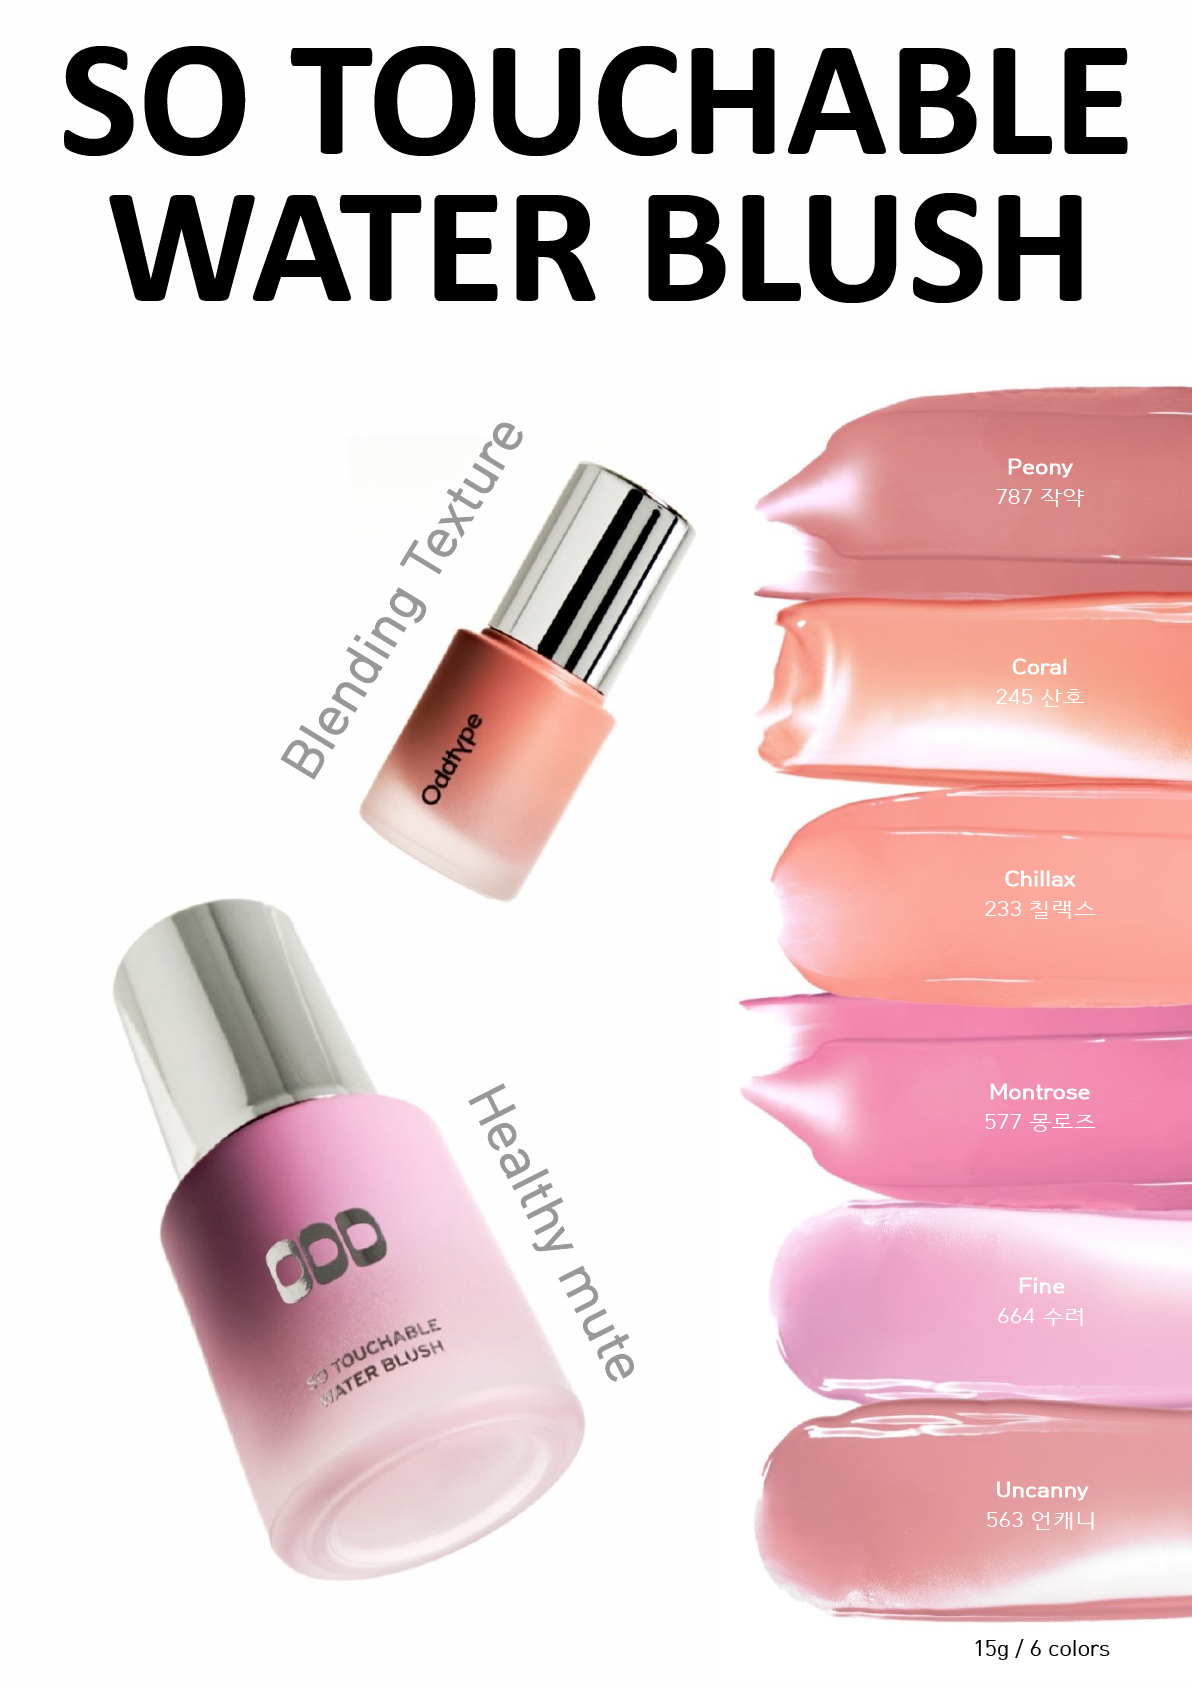 SO TOUCHABLE
WATER BLUSH
Blending Texture
Oddtype
Peony
787 작약
Coral
245 산호
Chillax
233 칠랙스
Montrose
577 몽로즈
Healthy mute
ODD
SO TOUCHABLE
WATER BLUSH
Fine
664 수려
Uncanny
563 언캐니
15g / 6 colors